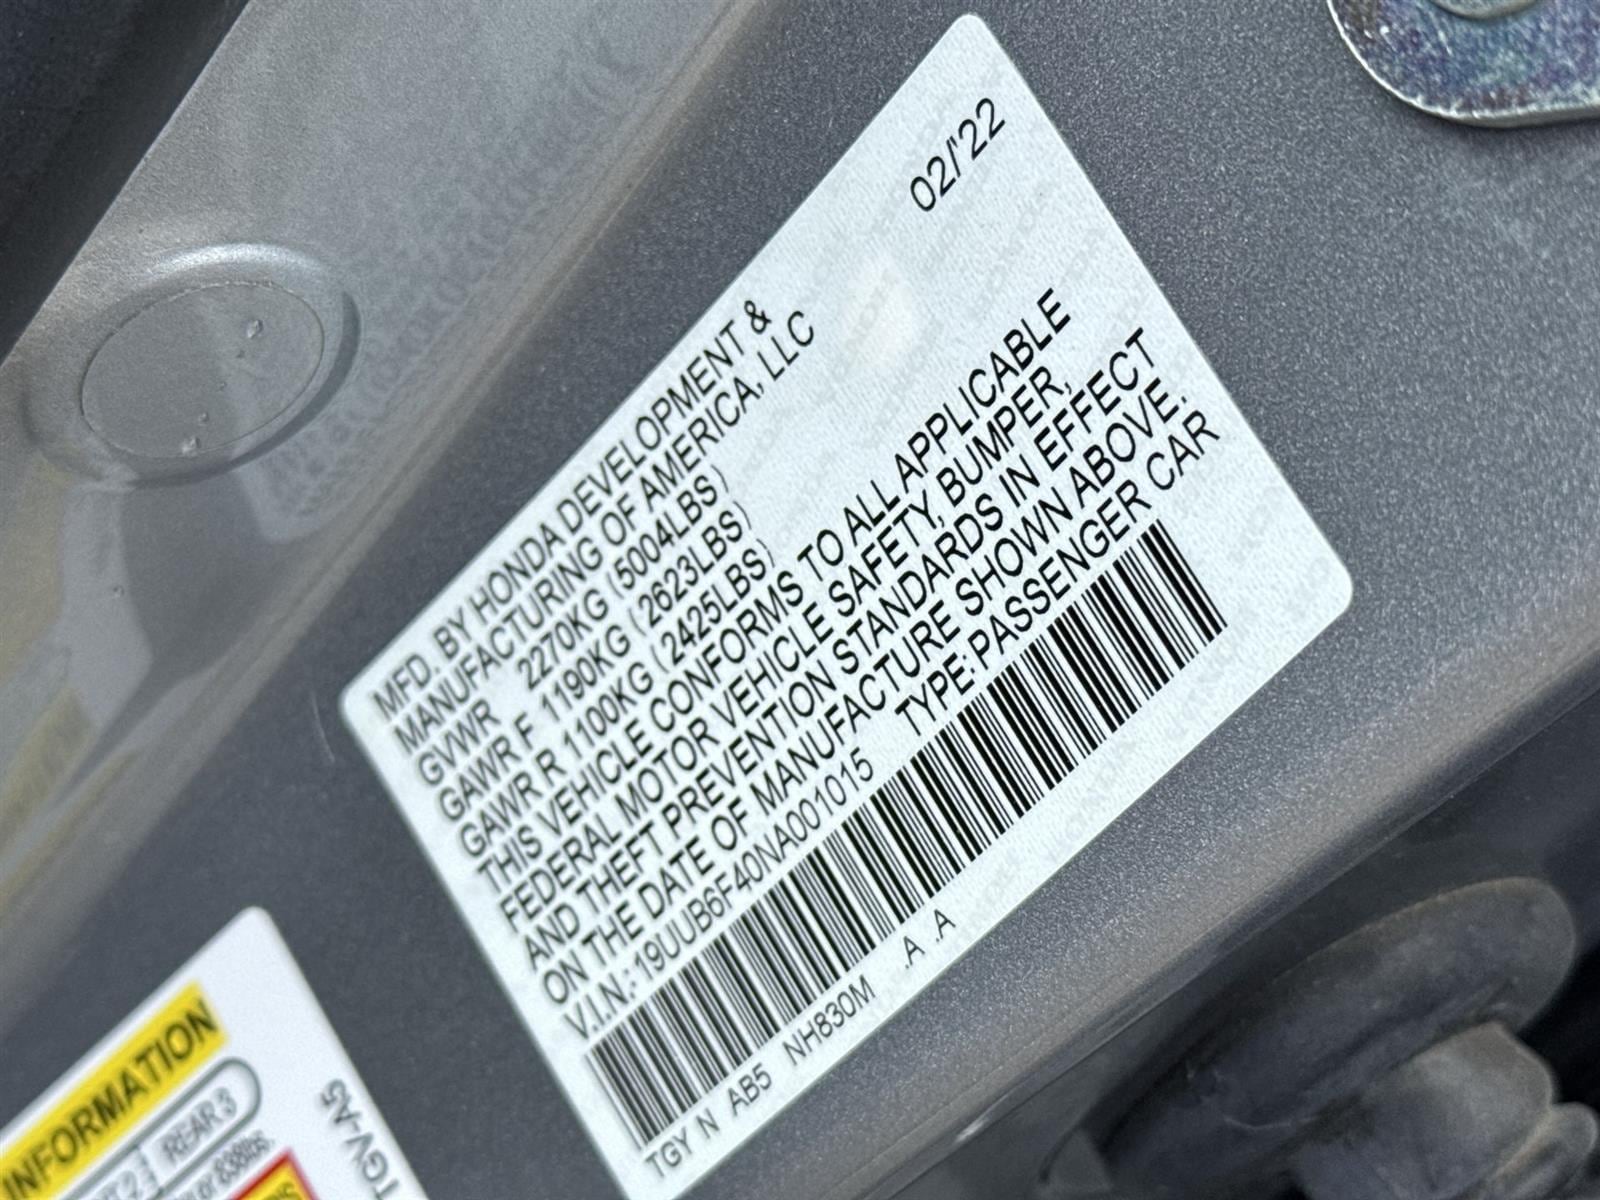 02/'22
MFD. BY HONDA DEVELOPMENT &
MANUFACTURING OF AMERICA, LLC
GVWR 2270KG (5004LBS)
GAWR F 1190KG (2623LBS)
GAWR R 1100KG (2425LBS)
THIS VEHICLE CONFORMS TO ALL APPLICABLE
FEDERAL MOTOR VEHICLE SAFETY, BUMPER,
AND THEFT PREVENTION STANDARDS IN EFFECT
ON THE DATE OF MANUFACTURE SHOWN ABOVE.
V.I.N.: 19UUB6F40NA001015 TYPE: PASSENGER CAR
TGY N AB5 NH830M .A .A
INFORMATION
REAR 3
838lbs.
TGV-A5